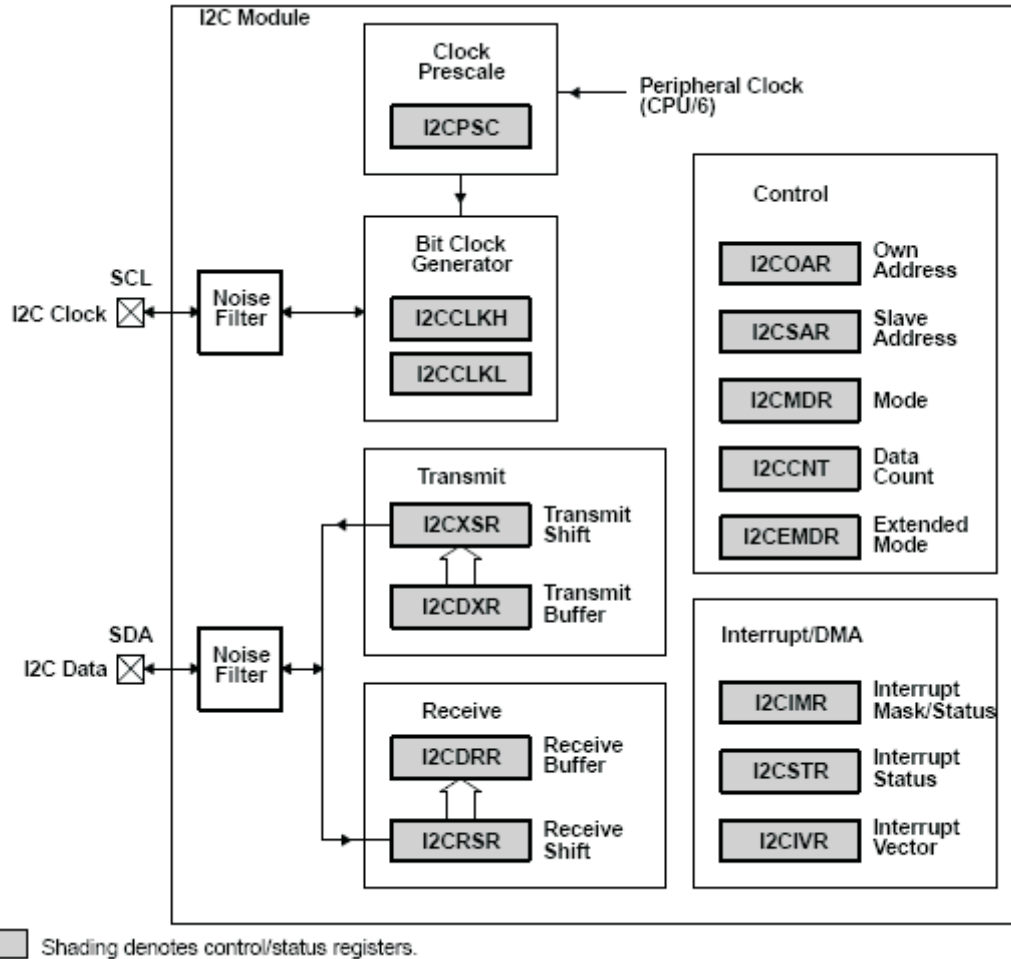 I2C Module
Clock
Prescale
I2CPSC
Peripheral Clock
(CPU/6)
Bit Clock
Generator
I2CCLKH
I2CCLKL
SCL
I2C Clock
Noise
Filter
Control
I2COAR
Own
Address
I2CSAR
Slave
Address
I2CMDR
Mode
I2CCNT
Data
Count
I2CEMDR
Extended
Mode
Transmit
I2CXSR
Transmit
Shift
I2CDXR
Transmit
Buffer
SDA
I2C Data
Noise
Filter
Receive
I2CDRR
Receive
Buffer
I2CRSR
Receive
Shift
Interrupt/DMA
I2CIMR
Interrupt
Mask/Status
I2CSTR
Interrupt
Status
I2CIVR
Interrupt
Vector
Shading denotes control/status registers.